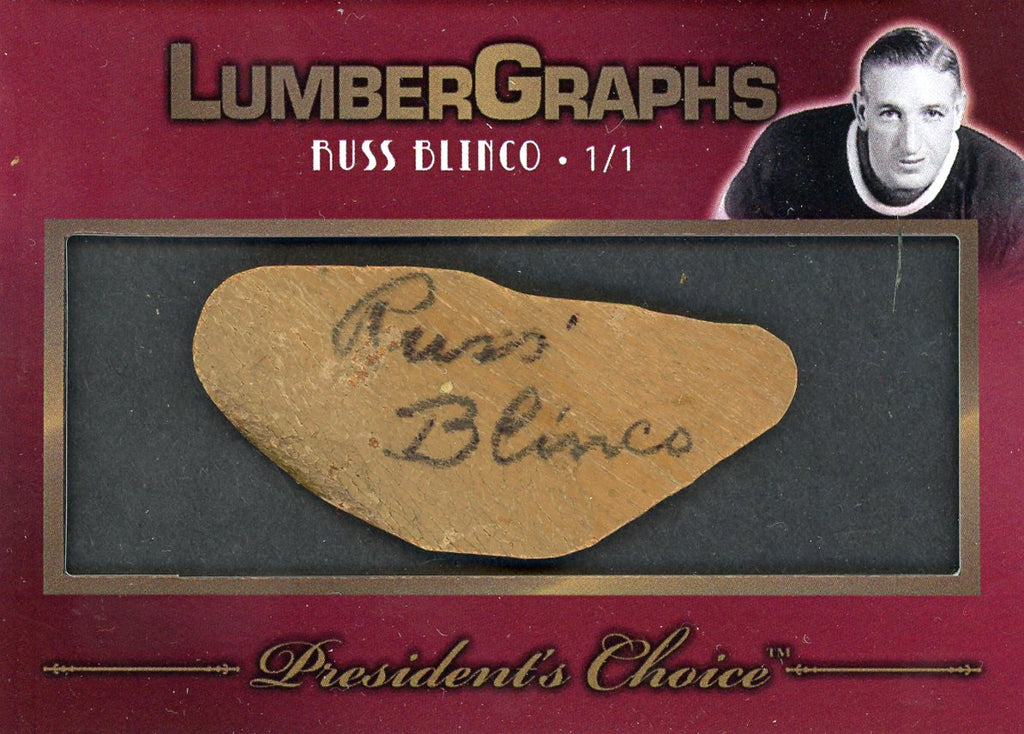 LUMBERGRAPHS
RUSS BLINCO • 1/1
Russ
Blinco
President's Choice™